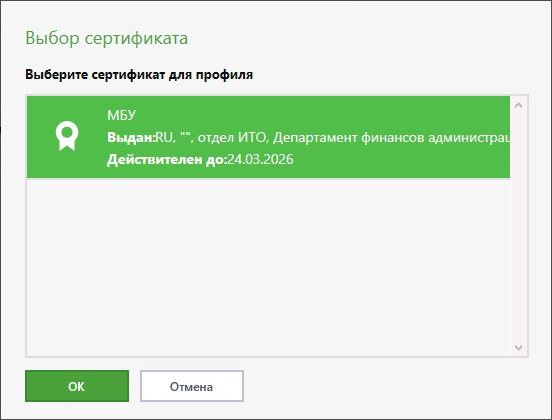 Выбор сертификата
Выберите сертификат для профиля
МБУ
Выдан:RU, "", отдел ИТО, Департамент финансов администрац
Действителен до:24.03.2026
ОК
Отмена